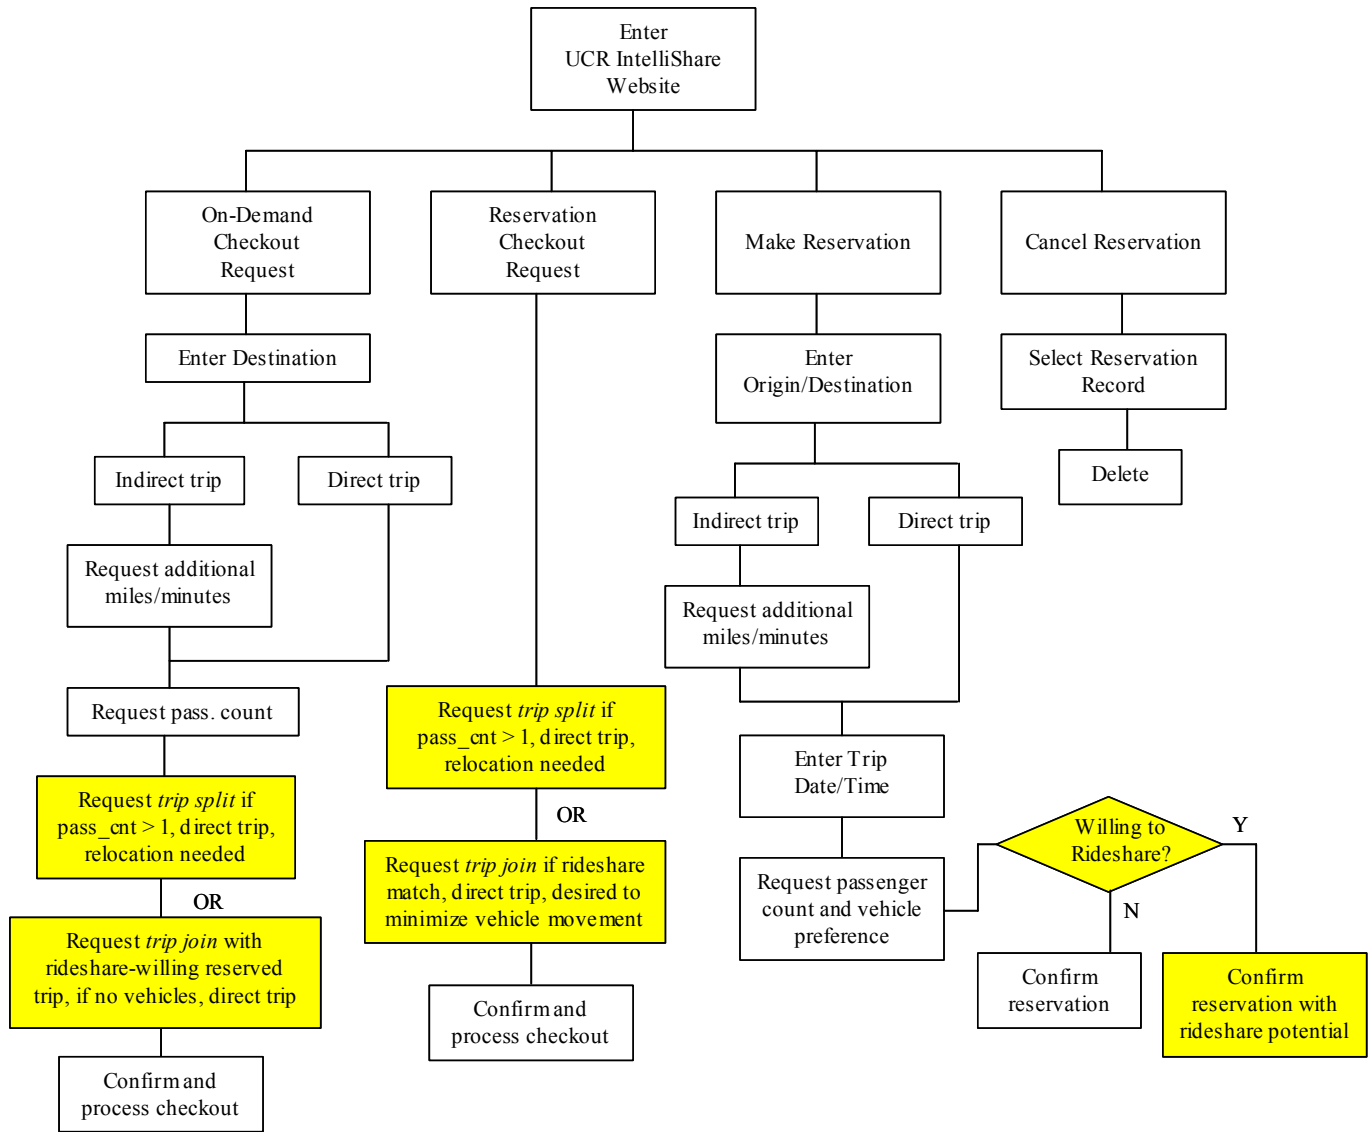 Enter
UCR IntelliShare
Website
On-Demand
Checkout
Request
Reservation
Checkout
Request
Make Reservation
Cancel Reservation
Enter Destination
Enter
Origin/Destination
Select Reservation
Record
Indirect trip
Direct trip
Delete
Indirect trip
Direct trip
Request additional
miles/minutes
Request additional
miles/minutes
Request pass. count
Request trip split if
pass_cnt > 1, direct trip,
relocation needed
Enter Trip
Date/Time
Request trip split if
pass_cnt > 1, direct trip,
relocation needed
OR
Willing to
Rideshare?
Y
N
Request trip join if rideshare
match, direct trip, desired to
minimize vehicle movement
Request passenger
count and vehicle
preference
OR
Request trip join with
rideshare-willing reserved
trip, if no vehicles, direct trip
Confirm and
process checkout
Confirm
reservation
Confirm
reservation with
rideshare potential
Confirm and
process checkout